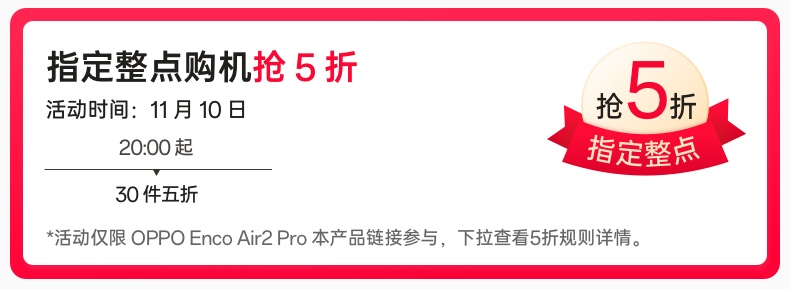 指定整点购机抢 5 折
活动时间：11 月 10 日
20:00 起
30 件五折
*活动仅限 OPPO Enco Air2 Pro 本产品链接参与，下拉查看5折规则详情。
抢5折
指定整点